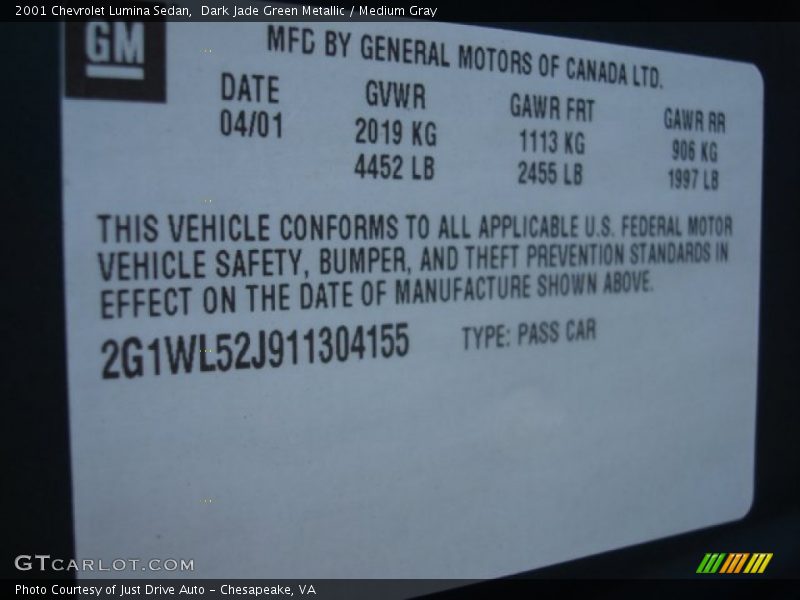 2001 Chevrolet Lumina Sedan, Dark Jade Green Metallic / Medium Gray
GM
MFD BY GENERAL MOTORS OF CANADA LTD.
DATE GVWR GAWR FRT GAWR RR
04/01 2019 KG 1113 KG 906 KG
4452 LB 2455 LB 1997 LB
THIS VEHICLE CONFORMS TO ALL APPLICABLE U.S. FEDERAL MOTOR
VEHICLE SAFETY, BUMPER, AND THEFT PREVENTION STANDARDS IN
EFFECT ON THE DATE OF MANUFACTURE SHOWN ABOVE.
2G1WL52J911304155 TYPE: PASS CAR
GTCARLOT.COM
Photo Courtesy of Just Drive Auto - Chesapeake, VA